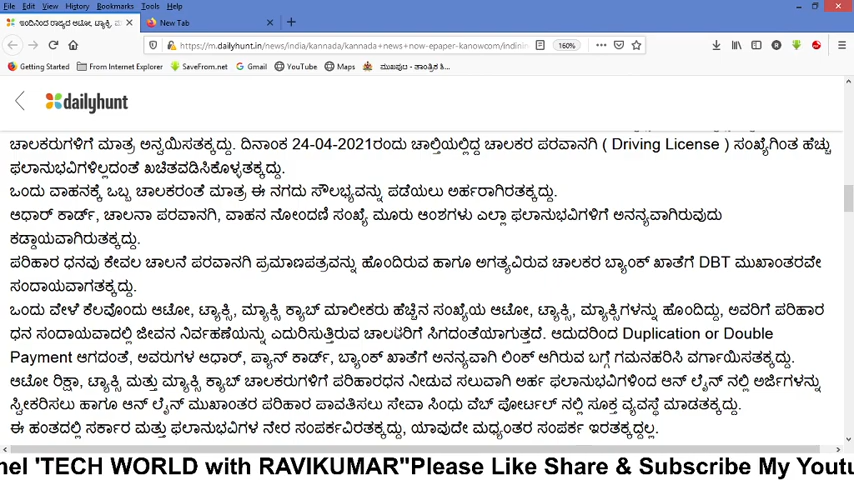 File Edit View History Bookmarks Tools Help
ಇಂದಿನಿಂದ ರಾಜ್ಯದ ಆಟೋ, ಟ್ಯಾಕ್ಸಿ, ಮ
New Tab
https://m.dailyhunt.in/news/india/kannada/kannada+news+now-epaper-kanowcom/indinin
160%
Getting Started From Internet Explorer SaveFrom.net Gmail YouTube Maps ಮುಖಪುಟ - ತಾಂತ್ರಿಕ ಶಿ...
dailyhunt
ಚಾಲಕರುಗಳಿಗೆ ಮಾತ್ರ ಅನ್ವಯಿಸತಕ್ಕದ್ದು. ದಿನಾಂಕ 24-04-2021ರಂದು ಚಾಲ್ತಿಯಲ್ಲಿದ್ದ ಚಾಲಕರ ಪರವಾನಗಿ ( Driving License ) ಸಂಖ್ಯೆಗಿಂತ ಹೆಚ್ಚು
ಫಲಾನುಭವಿಗಳಿಲ್ಲದಂತೆ ಖಚಿತಪಡಿಸಿಕೊಳ್ಳತಕ್ಕದ್ದು.
ಒಂದು ವಾಹನಕ್ಕೆ ಒಬ್ಬ ಚಾಲಕರಂತೆ ಮಾತ್ರ ಈ ನಗದು ಸೌಲಭ್ಯವನ್ನು ಪಡೆಯಲು ಅರ್ಹರಾಗಿರತಕ್ಕದ್ದು.
ಆಧಾರ್ ಕಾರ್ಡ್, ಚಾಲನಾ ಪರವಾನಗಿ, ವಾಹನ ನೋಂದಣಿ ಸಂಖ್ಯೆ ಮೂರು ಅಂಶಗಳು ಎಲ್ಲಾ ಫಲಾನುಭವಿಗಳಿಗೆ ಅನನ್ಯವಾಗಿರುವುದು
ಕಡ್ಡಾಯವಾಗಿರುತಕ್ಕದ್ದು.
ಪರಿಹಾರ ಧನವು ಕೇವಲ ಚಾಲನೆ ಪರವಾನಗಿ ಪ್ರಮಾಣಪತ್ರವನ್ನು ಹೊಂದಿರುವ ಹಾಗೂ ಅಗತ್ಯವಿರುವ ಚಾಲಕರ ಬ್ಯಾಂಕ್ ಖಾತೆಗೆ DBT ಮುಖಾಂತರವೇ
ಸಂದಾಯವಾಗತಕ್ಕದ್ದು.
ಒಂದು ವೇಳೆ ಕೆಲವೊಂದು ಆಟೋ, ಟ್ಯಾಕ್ಸಿ, ಮ್ಯಾಕ್ಸಿ ಕ್ಯಾಬ್ ಮಾಲೀಕರು ಹೆಚ್ಚಿನ ಸಂಖ್ಯೆಯ ಆಟೋ, ಟ್ಯಾಕ್ಸಿ, ಮ್ಯಾಕ್ಸಿಗಳನ್ನು ಹೊಂದಿದ್ದು, ಅವರಿಗೆ ಪರಿಹಾರ
ಧನ ಸಂದಾಯವಾದಲ್ಲಿ ಜೀವನ ನಿರ್ವಹಣೆಯನ್ನು ಎದುರಿಸುತ್ತಿರುವ ಚಾಲಕರಿಗೆ ಸಿಗದಂತೆಯಾಗುತ್ತದೆ. ಆದುದರಿಂದ Duplication or Double
Payment ಆಗದಂತೆ, ಅವರುಗಳ ಆಧಾರ್, ಪ್ಯಾನ್ ಕಾರ್ಡ್, ಬ್ಯಾಂಕ್ ಖಾತೆಗೆ ಅನನ್ಯವಾಗಿ ಲಿಂಕ್ ಆಗಿರುವ ಬಗ್ಗೆ ಗಮನಹರಿಸಿ ವರ್ಗಾಯಿಸತಕ್ಕದ್ದು.
ಆಟೋ ರಿಕ್ಷಾ, ಟ್ಯಾಕ್ಸಿ ಮತ್ತು ಮ್ಯಾಕ್ಸಿ ಕ್ಯಾಬ್ ಚಾಲಕರುಗಳಿಗೆ ಪರಿಹಾರಧನ ನೀಡುವ ಸಲುವಾಗಿ ಅರ್ಹ ಫಲಾನುಭವಿಗಳಿಂದ ಆನ್ ಲೈನ್ ನಲ್ಲಿ ಅರ್ಜಿಗಳನ್ನು
ಸ್ವೀಕರಿಸಲು ಹಾಗೂ ಆನ್ ಲೈನ್ ಮುಖಾಂತರ ಪರಿಹಾರ ಪಾವತಿಸಲು ಸೇವಾ ಸಿಂಧು ವೆಬ್ ಪೋರ್ಟಲ್ ನಲ್ಲಿ ಸೂಕ್ತ ವ್ಯವಸ್ಥೆ ಮಾಡತಕ್ಕದ್ದು.
ಈ ಹಂತದಲ್ಲಿ ಸರ್ಕಾರ ಮತ್ತು ಫಲಾನುಭವಿಗಳ ನೇರ ಸಂಪರ್ಕವಿರತಕ್ಕದ್ದು, ಯಾವುದೇ ಮಧ್ಯಂತರ ಸಂಪರ್ಕ ಇರತಕ್ಕದ್ದಲ್ಲ.
nel 'TECH WORLD with RAVIKUMAR"Please Like Share & Subscribe My Youtu